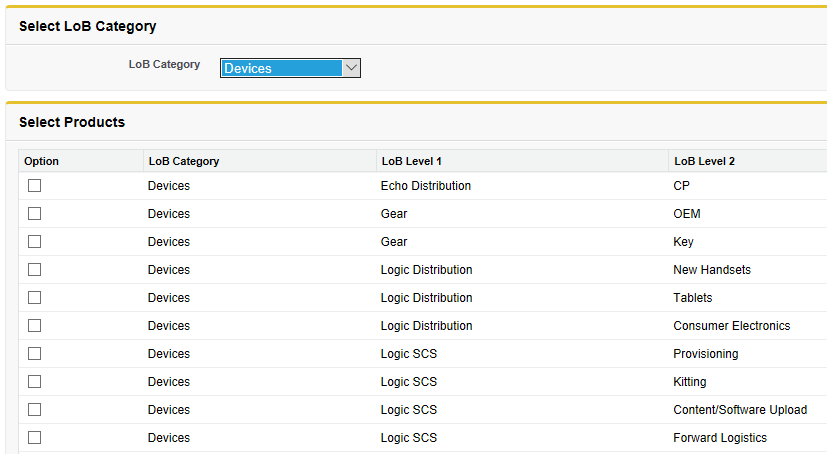 Select LoB Category
LoB Category Devices
Select Products
Option LoB Category LoB Level 1 LoB Level 2
Devices Echo Distribution CP
Devices Gear OEM
Devices Gear Key
Devices Logic Distribution New Handsets
Devices Logic Distribution Tablets
Devices Logic Distribution Consumer Electronics
Devices Logic SCS Provisioning
Devices Logic SCS Kitting
Devices Logic SCS Content/Software Upload
Devices Logic SCS Forward Logistics